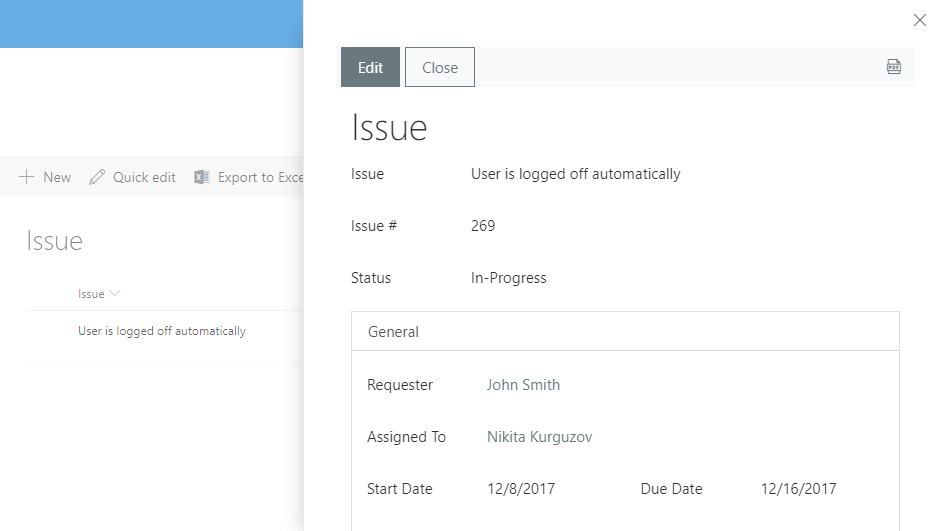 New Quick edit Export to Exce
Issue
Issue
User is logged off automatically
Edit Close PDF
Issue
Issue User is logged off automatically
Issue # 269
Status In-Progress
General
Requester John Smith
Assigned To Nikita Kurguzov
Start Date 12/8/2017 Due Date 12/16/2017